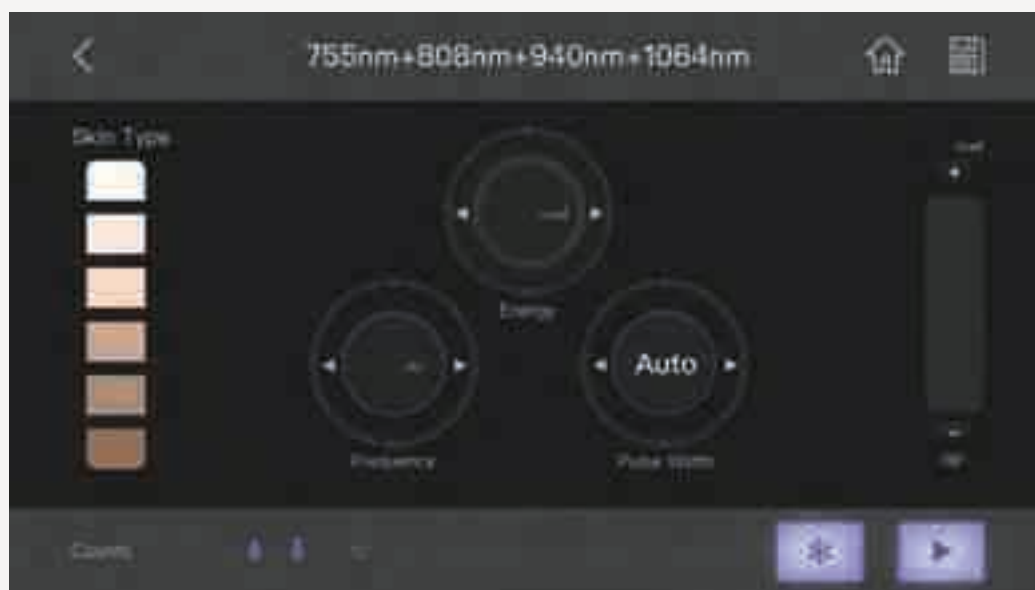 755nm+808nm+940nm+1064nm
Skin Type
Energy
Auto
Frequency
Pulse Width
Counts